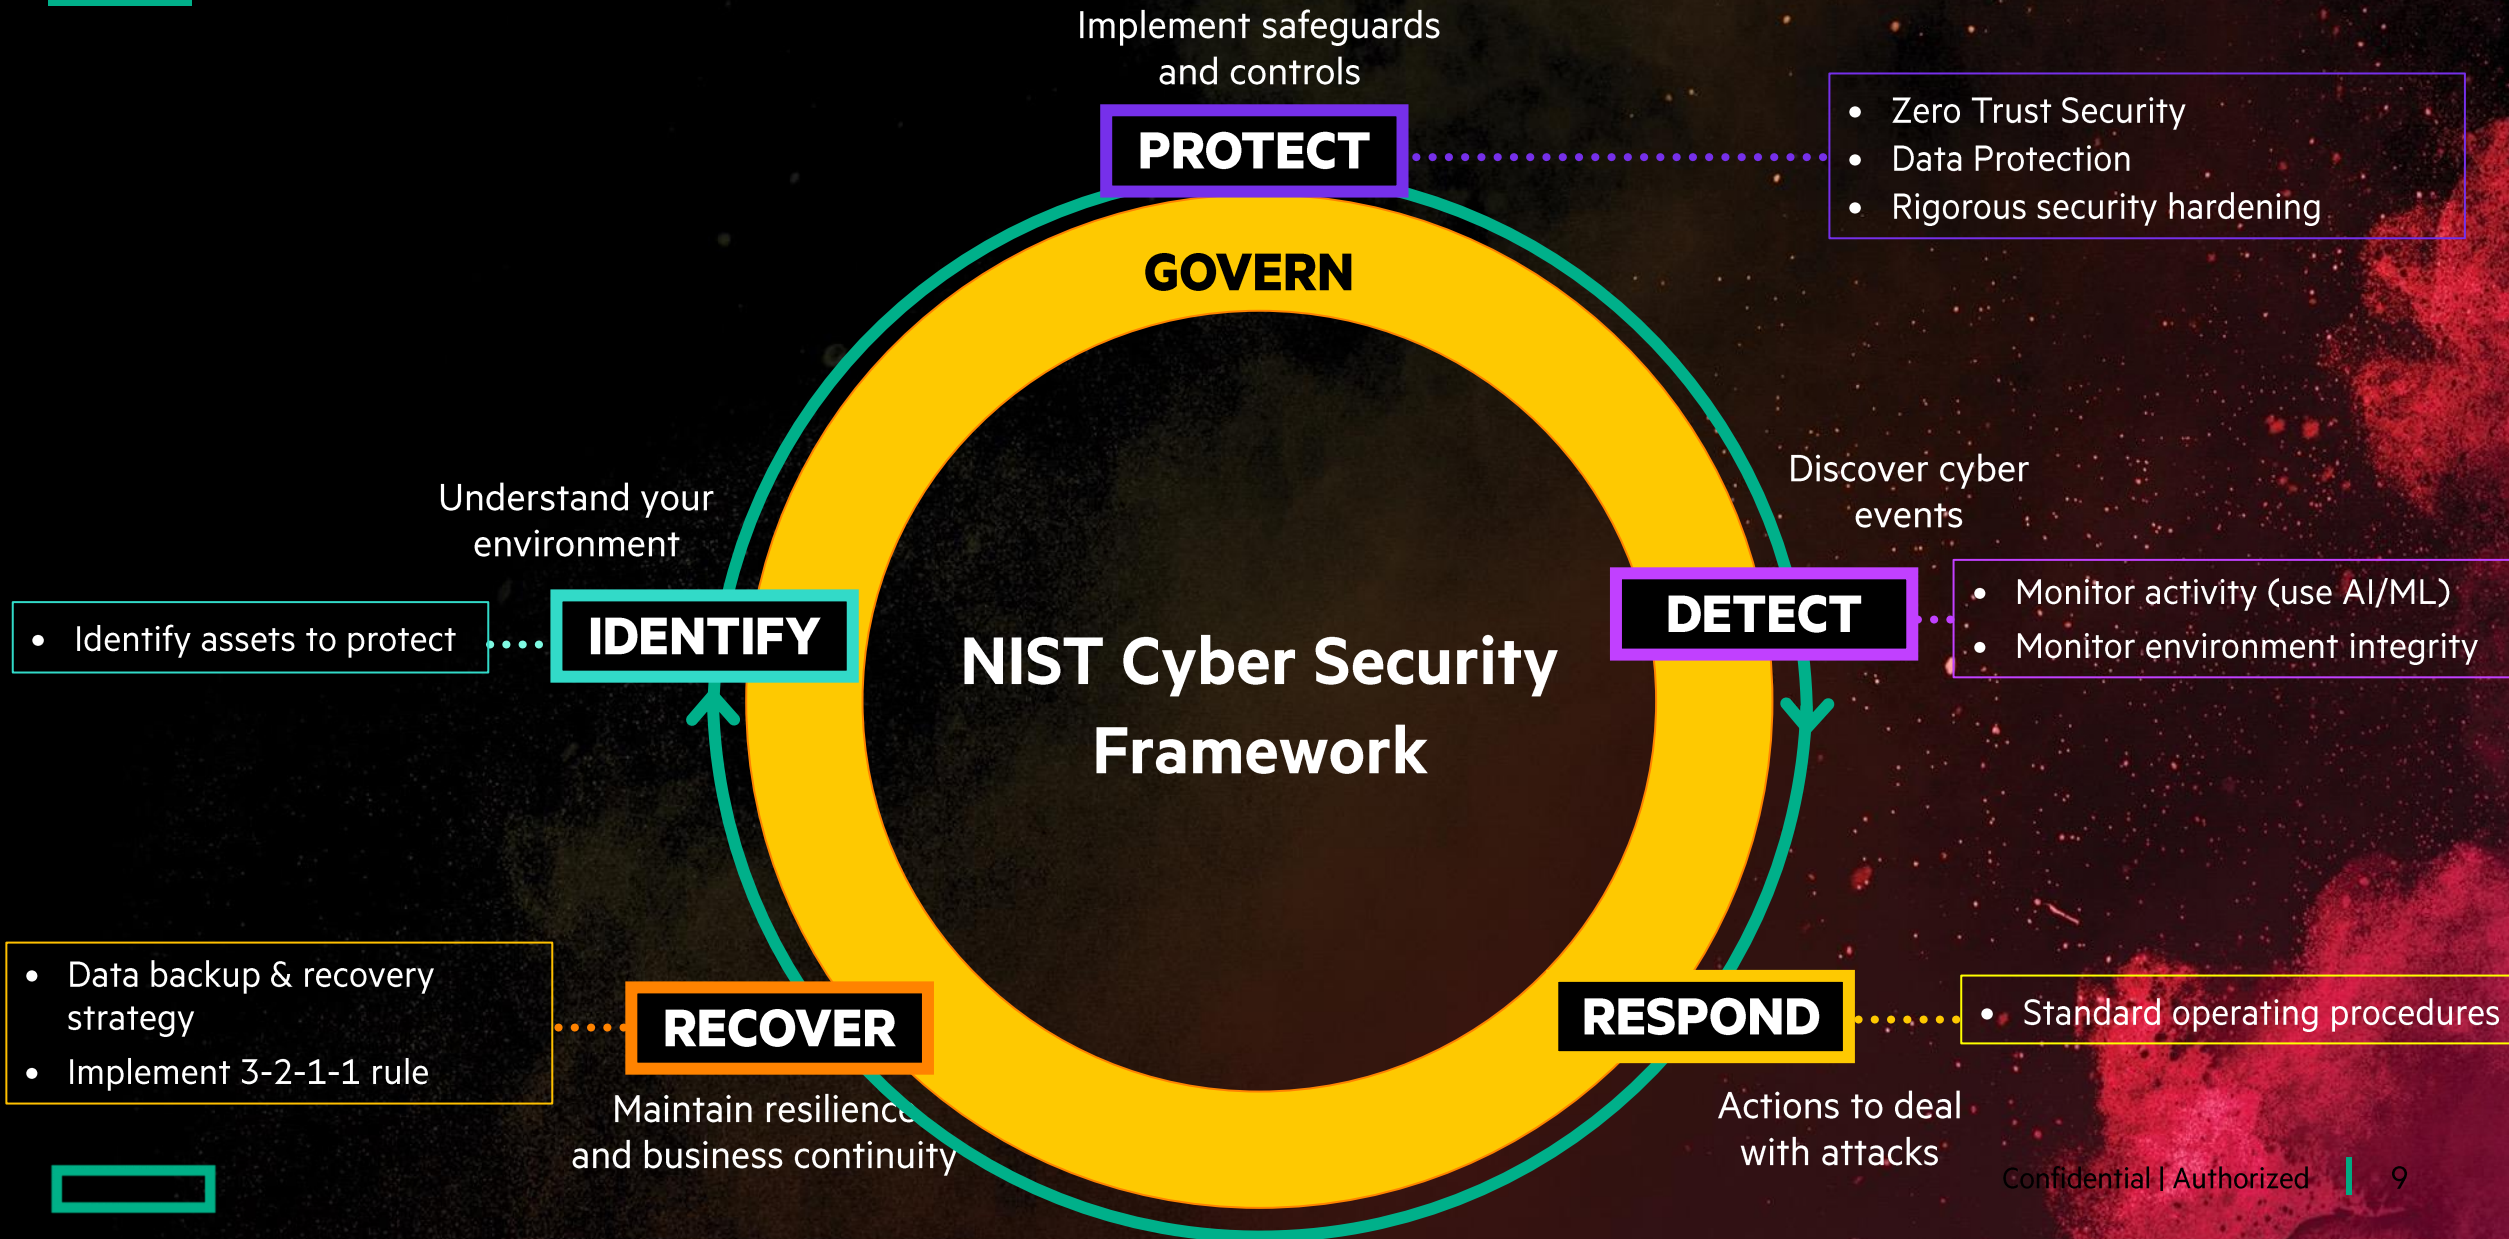 Implement safeguards
and controls
PROTECT
• Zero Trust Security
• Data Protection
• Rigorous security hardening
GOVERN
Understand your
environment
IDENTIFY
• Identify assets to protect
Discover cyber
events
DETECT
• Monitor activity (use AI/ML)
• Monitor environment integrity
NIST Cyber Security
Framework
• Data backup & recovery
strategy
• Implement 3-2-1-1 rule
RECOVER
Maintain resilience
and business continuity
RESPOND
• Standard operating procedures
Actions to deal
with attacks
Confidential | Authorized
9